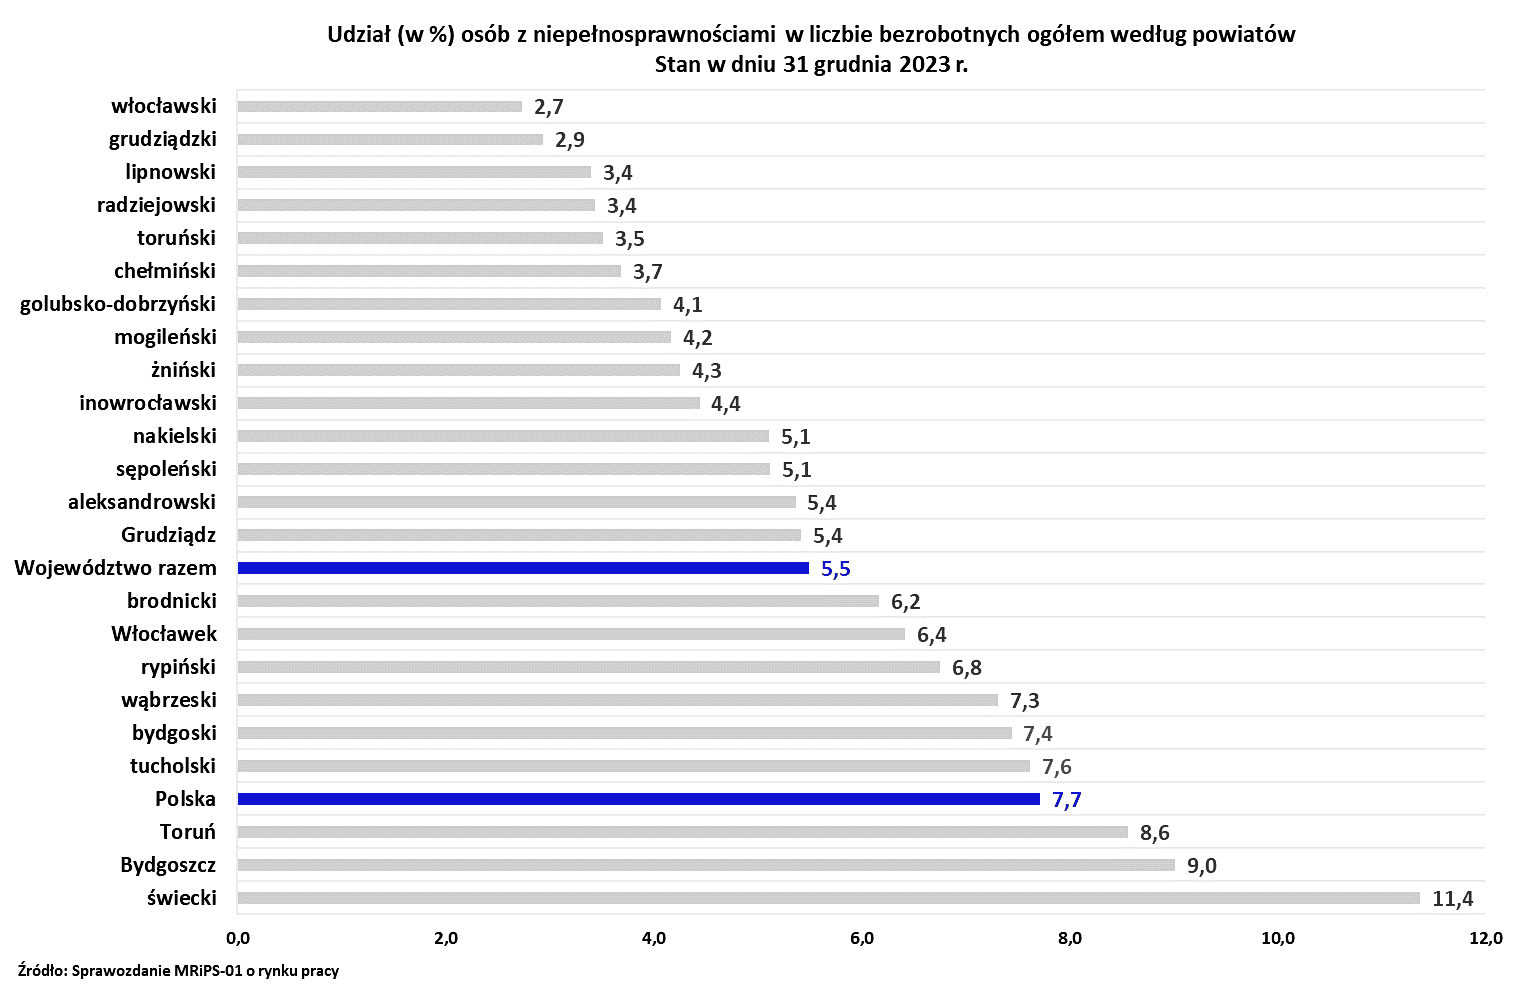 Udział (w %) osób z niepełnosprawnościami w liczbie bezrobotnych ogółem według powiatów
Stan w dniu 31 grudnia 2023 r.
włocławski 2,7
grudziądzki 2,9
lipnowski 3,4
radziejowski 3,4
toruński 3,5
chełmiński 3,7
golubsko-dobrzyński 4,1
mogileński 4,2
żniński 4,3
inowrocławski 4,4
nakielski 5,1
sępoleński 5,1
aleksandrowski 5,4
Grudziądz 5,4
Województwo razem 5,5
brodnicki 6,2
Włocławek 6,4
rypiński 6,8
wąbrzeski 7,3
bydgoski 7,4
tucholski 7,6
Polska 7,7
Toruń 8,6
Bydgoszcz 9,0
świecki 11,4
0,0 2,0 4,0 6,0 8,0 10,0 12,0
Źródło: Sprawozdanie MRiPS-01 o rynku pracy